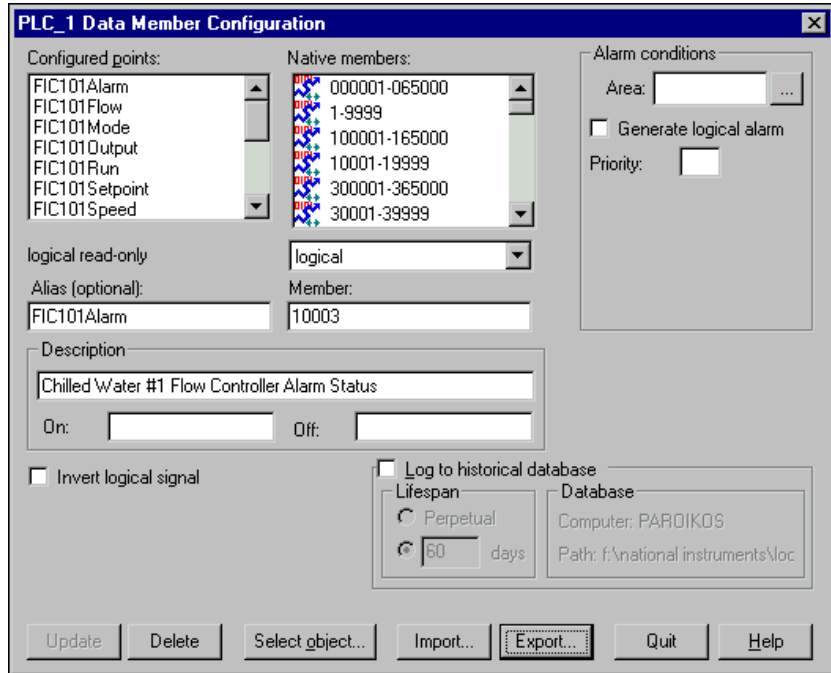 PLC_1 Data Member Configuration
Configured points:
FIC101Alarm
FIC101Flow
FIC101Mode
FIC101Output
FIC101Run
FIC101Setpoint
FIC101Speed
Native members:
000001-065000
1-9999
100001-165000
10001-19999
300001-365000
30001-39999
Alarm conditions
Area:
...
Generate logical alarm
Priority:
logical read-only
logical
Alias (optional):
Member:
FIC101Alarm
10003
Description
Chilled Water #1 Flow Controller Alarm Status
On:
Off:
Invert logical signal
Log to historical database
Lifespan
Perpetual
60 days
Database
Computer: PAROIKOS
Path: f:\national instruments\loc
Update
Delete
Select object...
Import...
Export...
Quit
Help